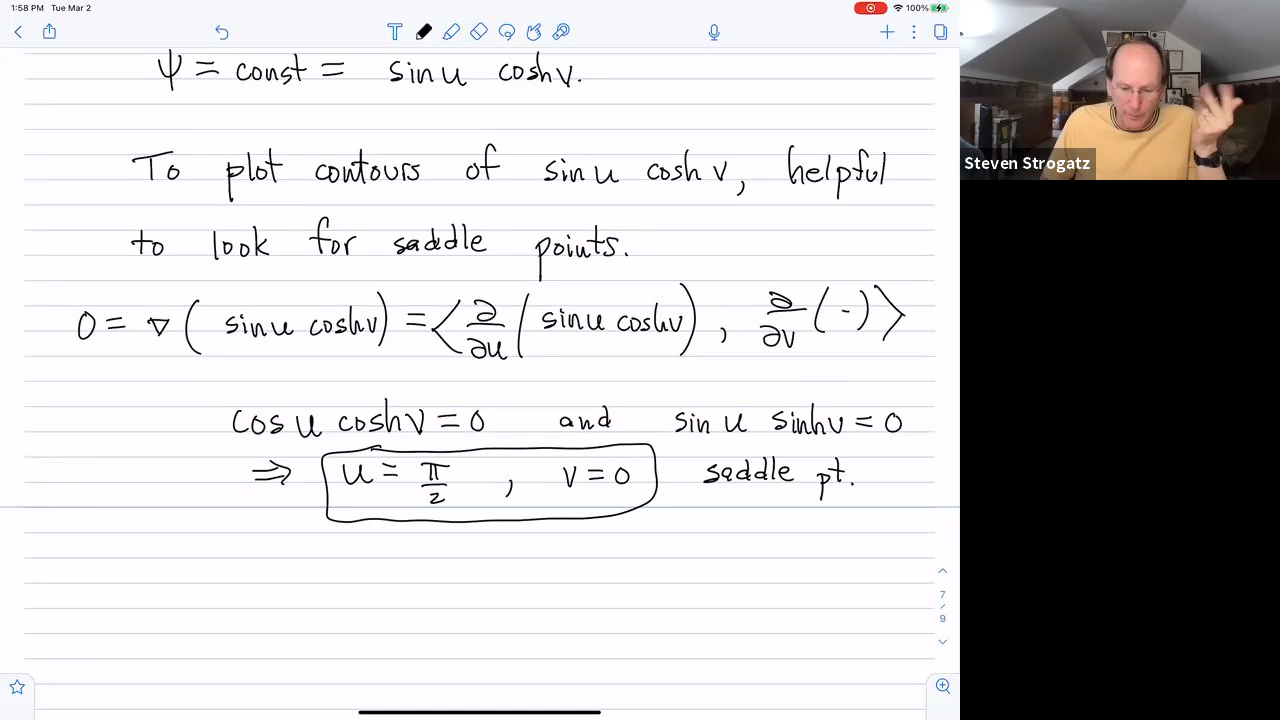 1:58 PM Tue Mar 2
100%
ψ = const = sin u cosh v.
To plot contours of sin u cosh v, helpful
to look for saddle points.
0 = ∇ ( sin u cosh v) = ⟨ ∂/∂u ( sin u cosh v) , ∂/∂v (·) ⟩
cos u cosh v = 0 and sin u sinh v = 0
⇒ u = π/2 , v = 0 saddle pt.
7
/
9
Steven Strogatz